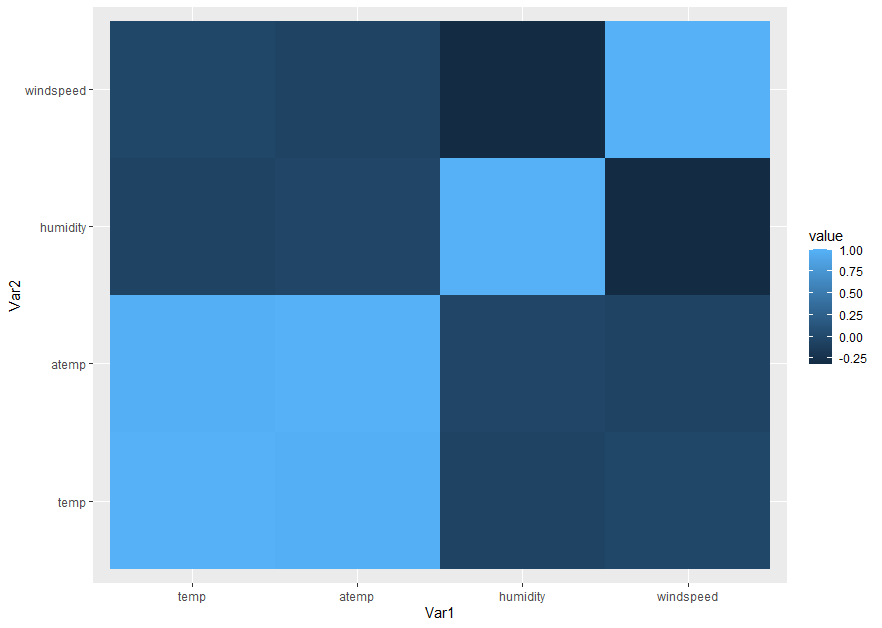 windspeed
humidity
atemp
temp
Var2
temp atemp humidity windspeed
Var1
value
1.00
0.75
0.50
0.25
0.00
-0.25